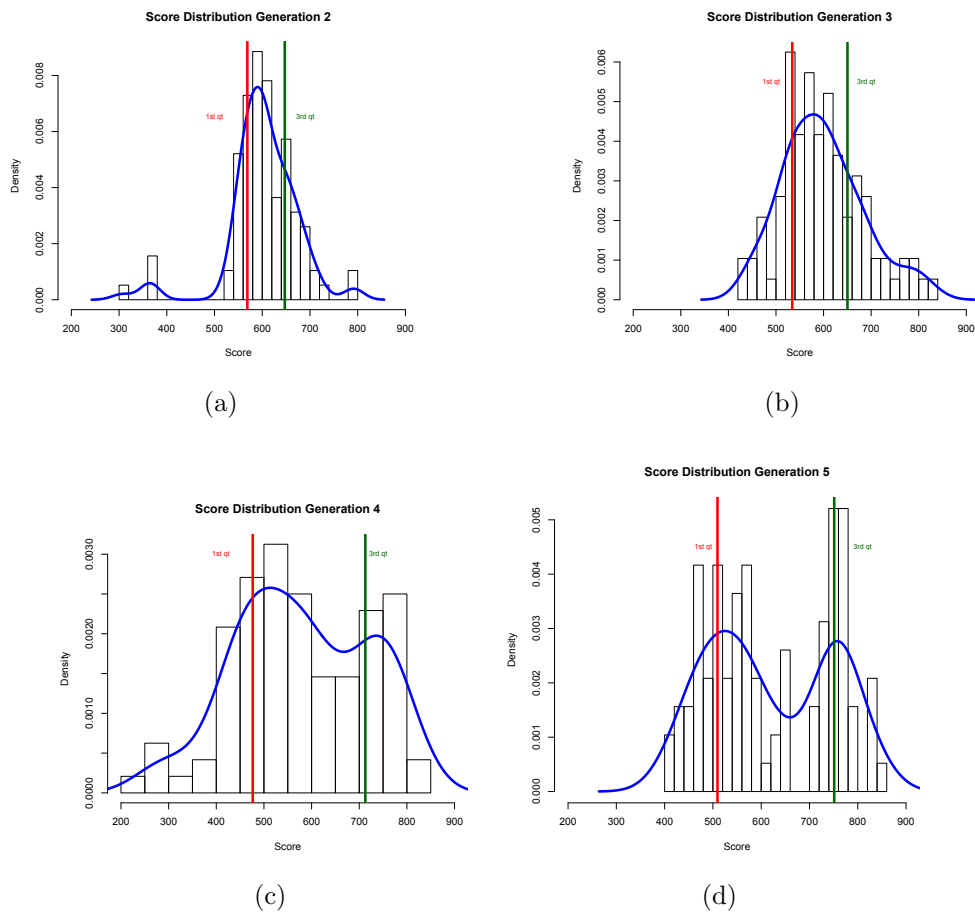 Score Distribution Generation 2
Density
0.000
0.002
0.004
0.006
0.008
1st qt
3rd qt
200 300 400 500 600 700 800 900
Score
(a)
Score Distribution Generation 3
Density
0.000
0.001
0.002
0.003
0.004
0.005
0.006
1st qt
3rd qt
200 300 400 500 600 700 800 900
Score
(b)
Score Distribution Generation 4
Density
0.0000
0.0010
0.0020
0.0030
1st qt
3rd qt
200 300 400 500 600 700 800 900
Score
(c)
Score Distribution Generation 5
Density
0.000
0.001
0.002
0.003
0.004
0.005
1st qt
3rd qt
200 300 400 500 600 700 800 900
Score
(d)